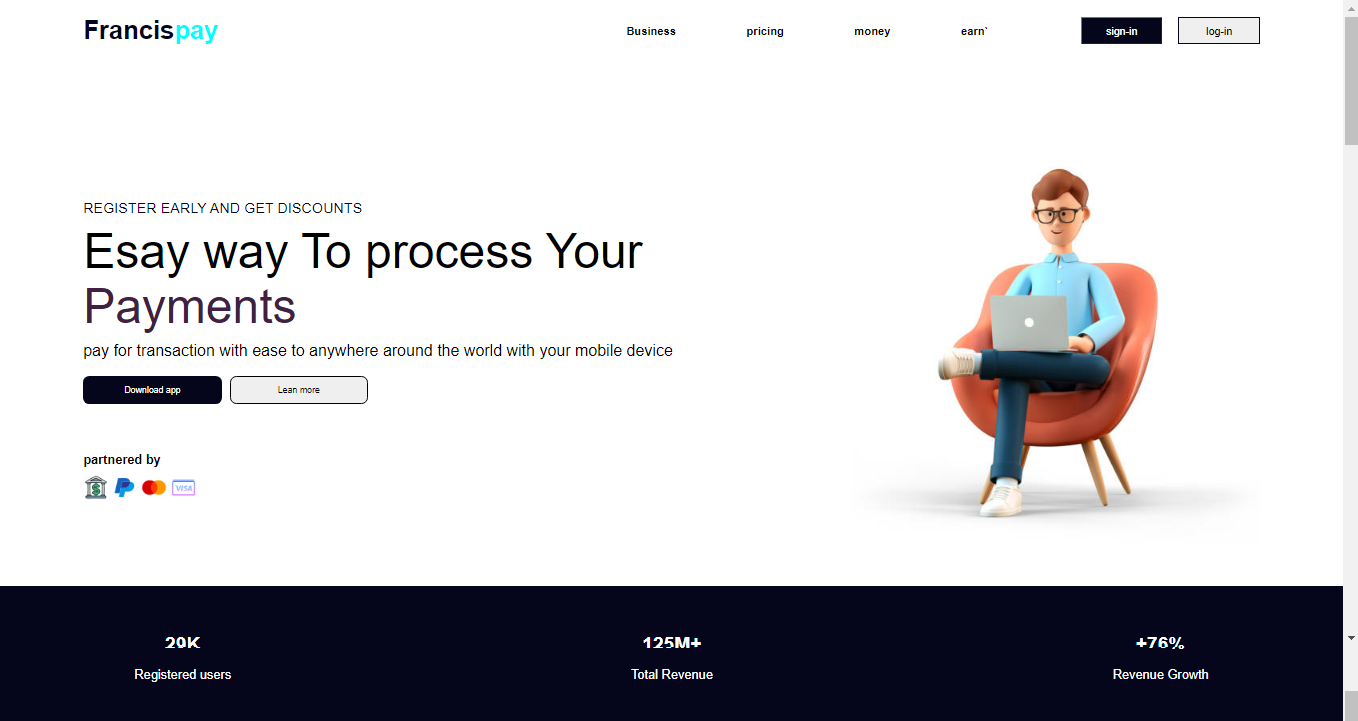 Francispay
Business pricing money earn` sign-in log-in
REGISTER EARLY AND GET DISCOUNTS
Esay way To process Your
Payments
pay for transaction with ease to anywhere around the world with your mobile device
Download app Lean more
partnered by
VISA
20K 125M+ +76%
Registered users Total Revenue Revenue Growth